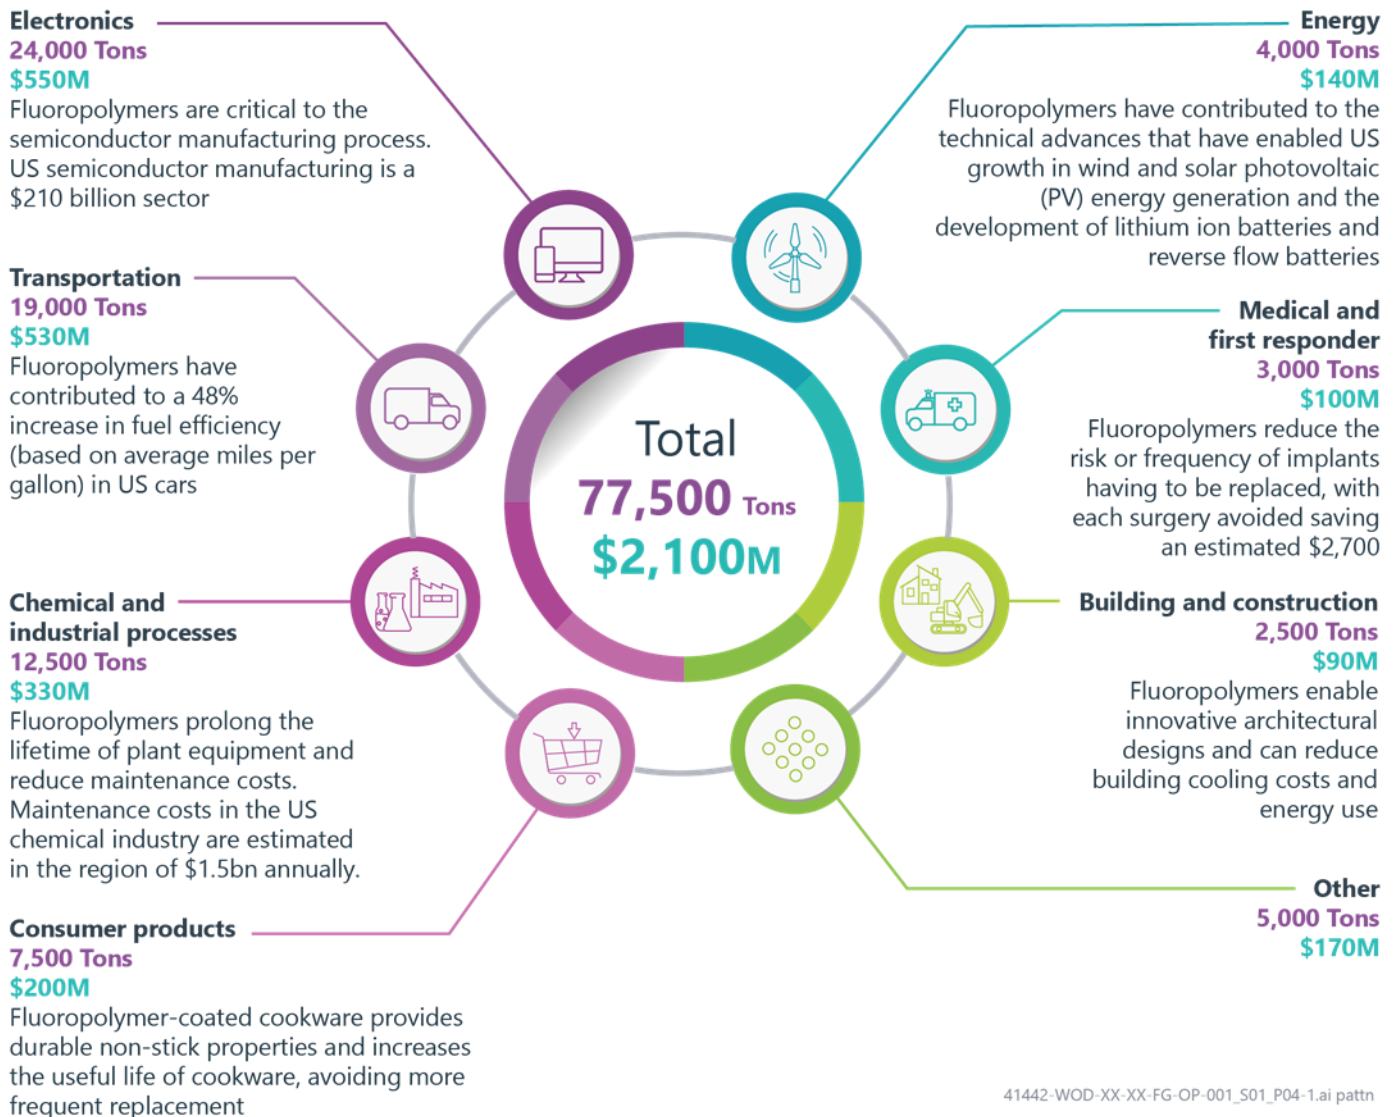 Electronics
24,000 Tons
$550M
Fluoropolymers are critical to the
semiconductor manufacturing process.
US semiconductor manufacturing is a
$210 billion sector
Transportation
19,000 Tons
$530M
Fluoropolymers have
contributed to a 48%
increase in fuel efficiency
(based on average miles per
gallon) in US cars
Chemical and
industrial processes
12,500 Tons
$330M
Fluoropolymers prolong the
lifetime of plant equipment and
reduce maintenance costs.
Maintenance costs in the US
chemical industry are estimated
in the region of $1.5bn annually.
Consumer products
7,500 Tons
$200M
Fluoropolymer-coated cookware provides
durable non-stick properties and increases
the useful life of cookware, avoiding more
frequent replacement
Total
77,500 Tons
$2,100M
Energy
4,000 Tons
$140M
Fluoropolymers have contributed to the
technical advances that have enabled US
growth in wind and solar photovoltaic
(PV) energy generation and the
development of lithium ion batteries and
reverse flow batteries
Medical and
first responder
3,000 Tons
$100M
Fluoropolymers reduce the
risk or frequency of implants
having to be replaced, with
each surgery avoided saving
an estimated $2,700
Building and construction
2,500 Tons
$90M
Fluoropolymers enable
innovative architectural
designs and can reduce
building cooling costs and
energy use
Other
5,000 Tons
$170M
41442-WOD-XX-XX-FG-OP-001_S01_P04-1.ai pattn